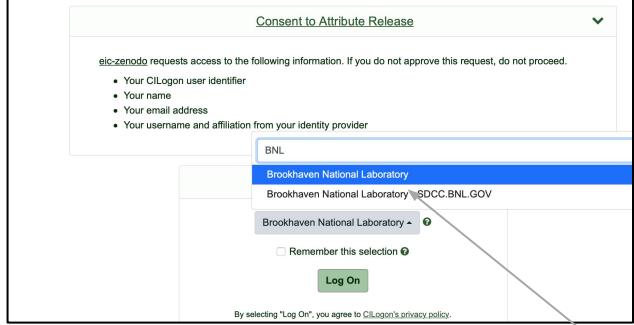 Consent to Attribute Release
eic-zenodo requests access to the following information. If you do not approve this request, do not proceed.
• Your CILogon user identifier
• Your name
• Your email address
• Your username and affiliation from your identity provider
BNL
Brookhaven National Laboratory
Brookhaven National Laboratory - SDCC.BNL.GOV
Brookhaven National Laboratory
Remember this selection
Log On
By selecting "Log On", you agree to CILogon's privacy policy.